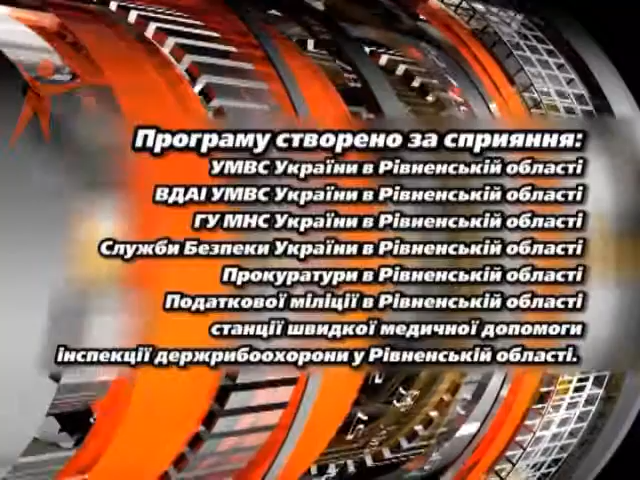 Програму створено за сприяння:
УМВС України в Рівненській області
ВДАІ УМВС України в Рівненській області
ГУ МНС України в Рівненській області
Служби Безпеки України в Рівненській області
Прокуратури в Рівненській області
Податкової міліції в Рівненській області
станції швидкої медичної допомоги
інспекції держрибоохорони у Рівненській області.